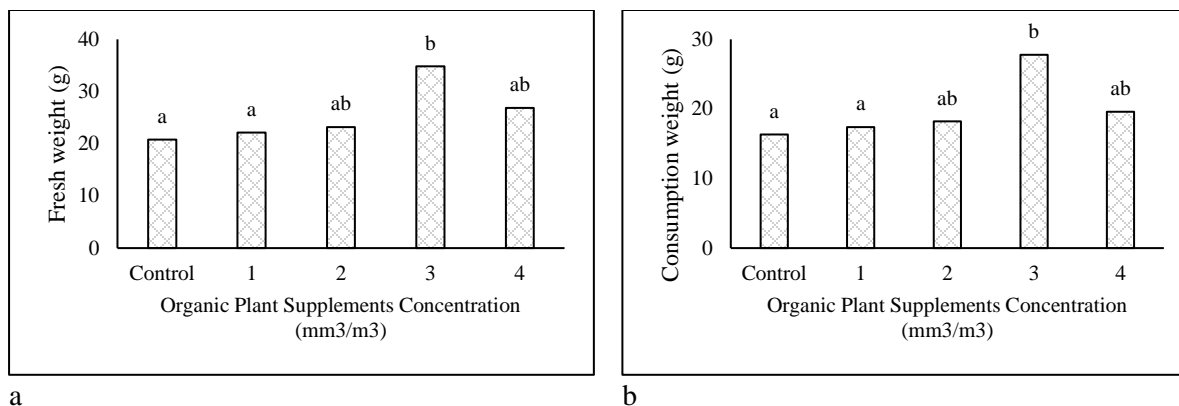 Fresh weight (g)
40
30
20
10
0
a
a
ab
b
ab
Control
1
2
3
4
Organic Plant Supplements Concentration
(mm3/m3)
a
Consumption weight (g)
30
20
10
0
a
a
ab
b
ab
Control
1
2
3
4
Organic Plant Supplements Concentration
(mm3/m3)
b